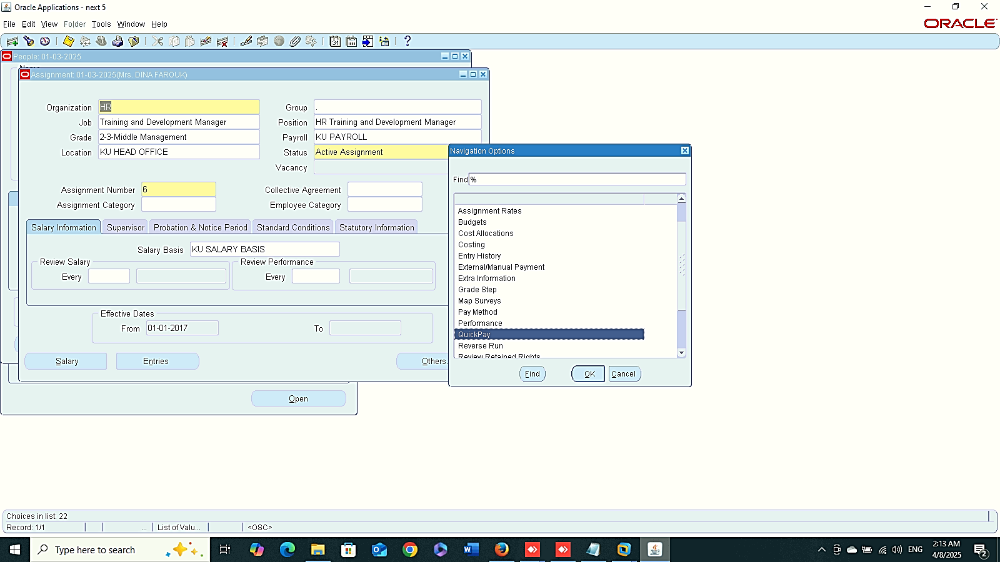 Oracle Applications - next 5
File Edit View Folder Tools Window Help
ORACLE
People: 01-03-2025
Assignment: 01-03-2025(Mrs. DINA FAROUK)
Organization HR
Group .
Job Training and Development Manager
Position HR Training and Development Manager
Grade 2-3-Middle Management
Payroll KU PAYROLL
Location KU HEAD OFFICE
Status Active Assignment
Vacancy
Assignment Number 6
Collective Agreement
Assignment Category
Employee Category
Salary Information Supervisor Probation & Notice Period Standard Conditions Statutory Information
Salary Basis KU SALARY BASIS
Review Salary
Every
Review Performance
Every
Effective Dates
From 01-01-2017 To
Salary Entries Others.
Open
Navigation Options
Find %
Assignment Rates
Budgets
Cost Allocations
Costing
Entry History
External/Manual Payment
Extra Information
Grade Step
Map Surveys
Pay Method
Performance
QuickPay
Reverse Run
Review Retained Rights
Find OK Cancel
Choices in list: 22
Record: 1/1 ... List of Valu... <OSC>
Type here to search
ENG
2:13 AM
4/8/2025
2